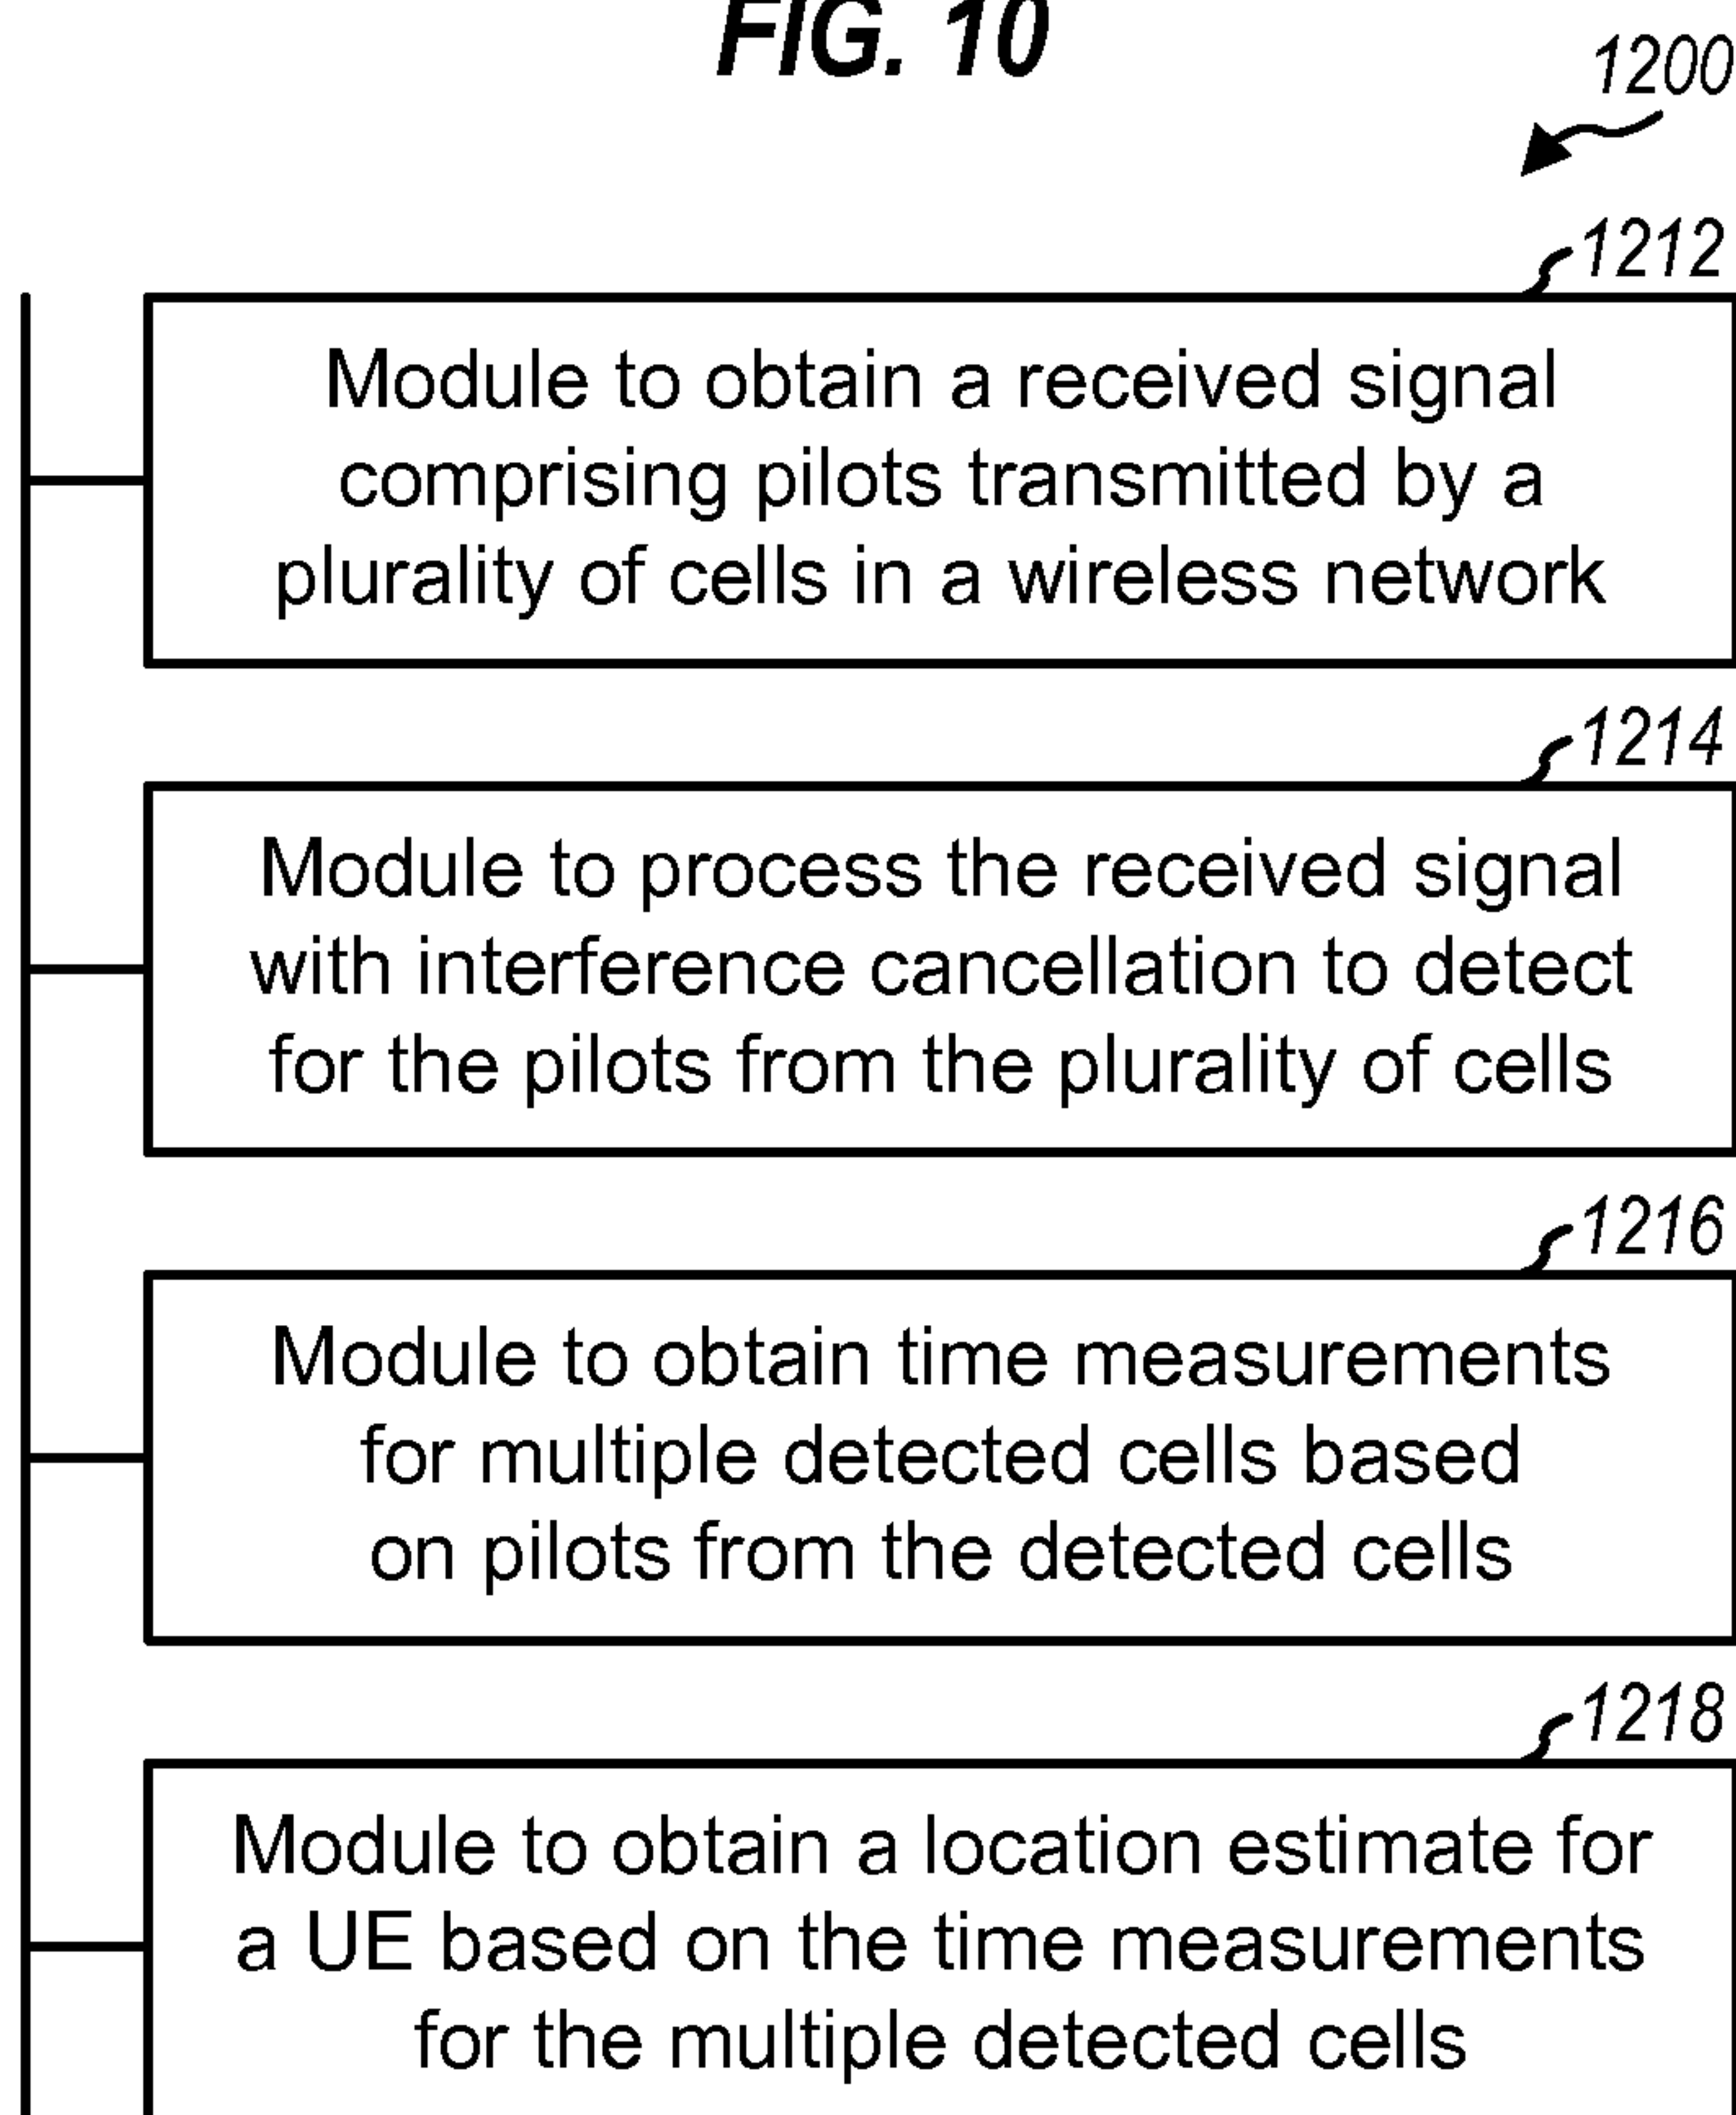 FIG. 10
1200
1212
Module to obtain a received signal
comprising pilots transmitted by a
plurality of cells in a wireless network
1214
Module to process the received signal
with interference cancellation to detect
for the pilots from the plurality of cells
1216
Module to obtain time measurements
for multiple detected cells based
on pilots from the detected cells
1218
Module to obtain a location estimate for
a UE based on the time measurements
for the multiple detected cells